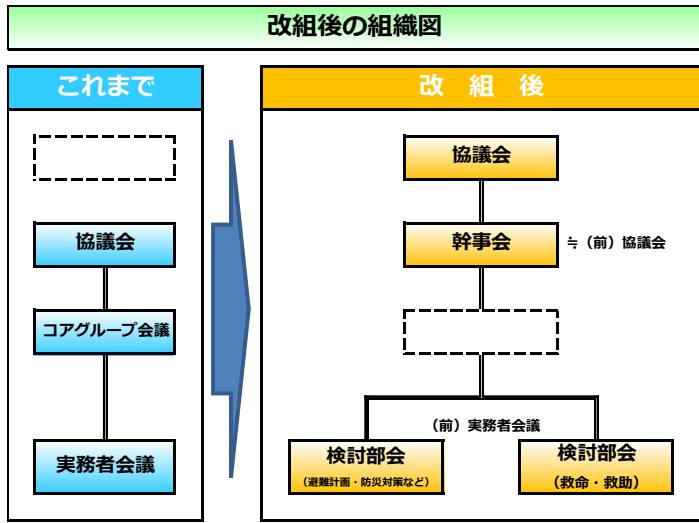 改組後の組織図
これまで
協議会
コアグループ会議
実務者会議
改 組 後
協議会
幹事会
≒（前）協議会
（前）実務者会議
検討部会
（避難計画・防災対策など）
検討部会
（救命・救助）